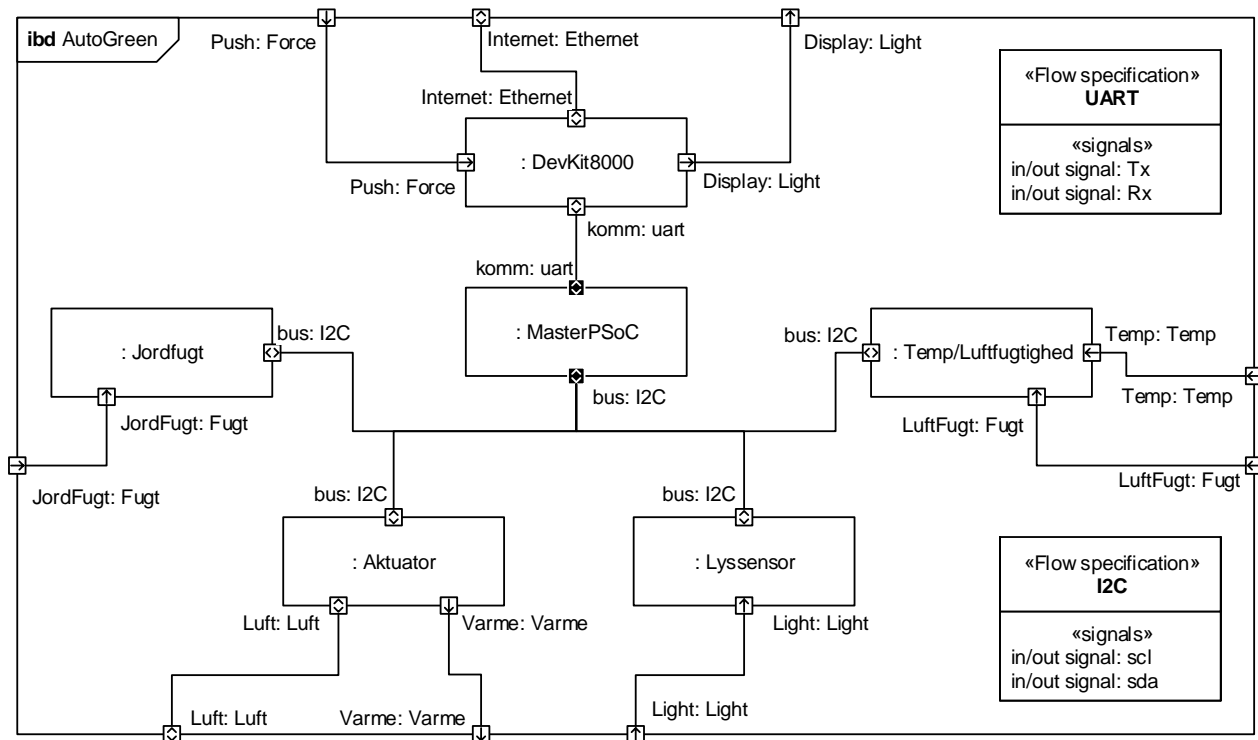 ibd AutoGreen
Push: Force
Internet: Ethernet
Display: Light
«Flow specification»
UART
«signals»
in/out signal: Tx
in/out signal: Rx
Internet: Ethernet
: DevKit8000
Push: Force
Display: Light
komm: uart
komm: uart
: MasterPSoC
bus: I2C
: Jordfugt
bus: I2C
JordFugt: Fugt
JordFugt: Fugt
bus: I2C
: Temp/Luftfugtighed
Temp: Temp
Temp: Temp
LuftFugt: Fugt
LuftFugt: Fugt
bus: I2C
: Aktuator
Luft: Luft
Varme: Varme
Luft: Luft
Varme: Varme
bus: I2C
: Lyssensor
Light: Light
Light: Light
«Flow specification»
I2C
«signals»
in/out signal: scl
in/out signal: sda